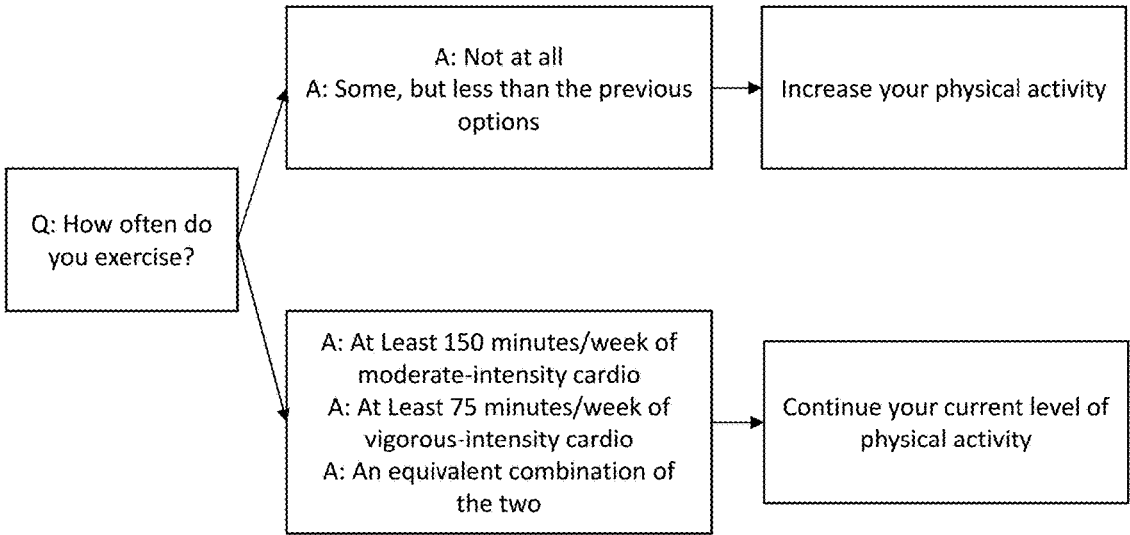 Q: How often do
you exercise?
A: Not at all
A: Some, but less than the previous
options
Increase your physical activity
A: At Least 150 minutes/week of
moderate-intensity cardio
A: At Least 75 minutes/week of
vigorous-intensity cardio
A: An equivalent combination of
the two
Continue your current level of
physical activity